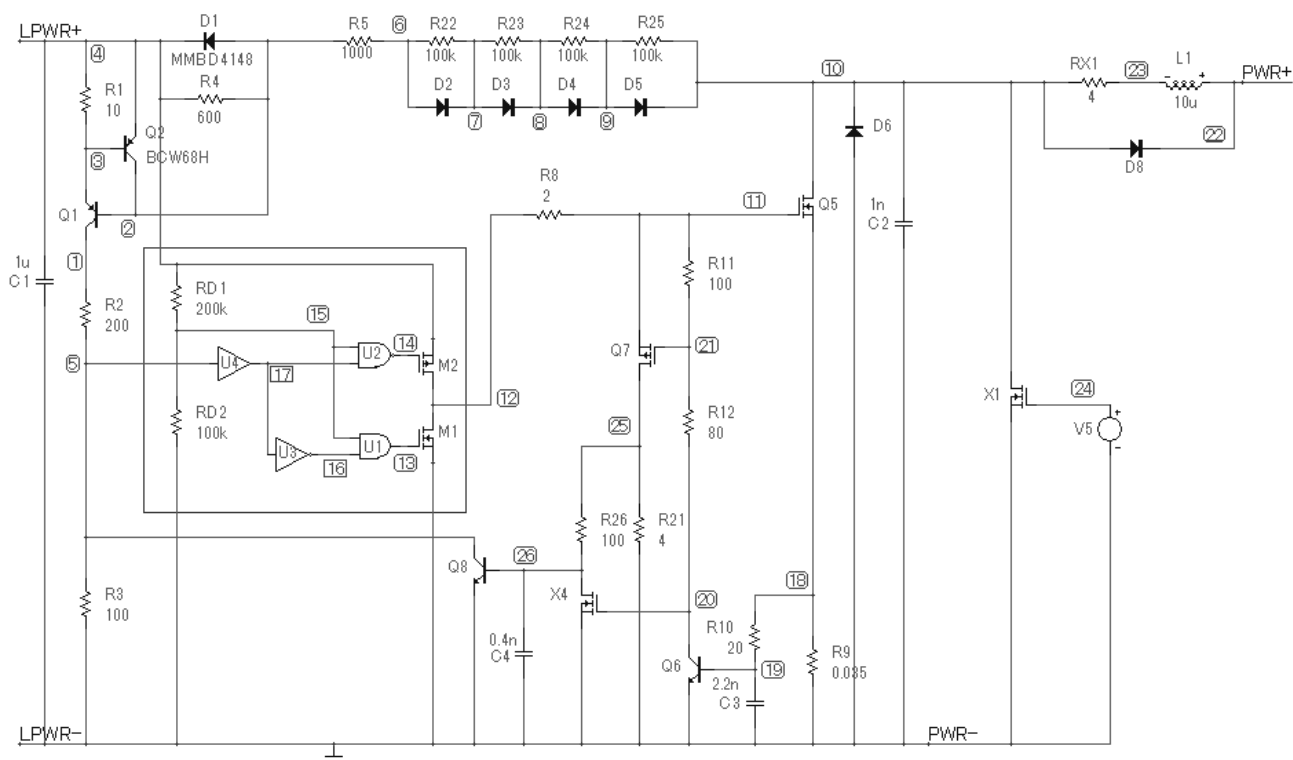 LPWR+
④
R1
10
③
Q2
BCW68H
Q1
②
①
1u
C1
R2
200
⑤
D1
MMBD4148
R4
600
R5
1000
⑥
R22
100k
R23
100k
R24
100k
R25
100k
D2
D3
D4
D5
⑦
⑧
⑨
⑩
RX1
4
㉓
L1
- +
10u
PWR+
㉒
D8
D6
1n
C2
R8
2
⑪
Q5
R11
100
Q7
㉑
R12
80
RD1
200k
⑮
U2
⑭
M2
U4
17
⑫
RD2
100k
U3
16
U1
⑬
M1
㉕
X1
㉔
V5
+
-
R26
100
R21
4
Q8
㉖
X4
⑳
⑱
R3
100
0.4n
C4
R10
20
R9
0.035
Q6
⑲
2.2n
C3
LPWR-
PWR-